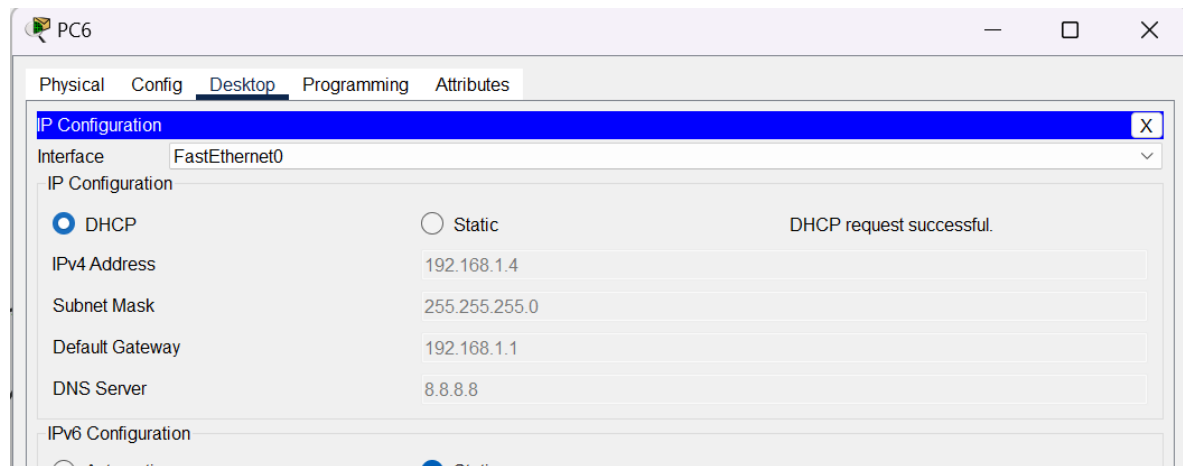 PC6
Physical Config Desktop Programming Attributes
IP Configuration X
Interface FastEthernet0
IP Configuration
DHCP Static DHCP request successful.
IPv4 Address 192.168.1.4
Subnet Mask 255.255.255.0
Default Gateway 192.168.1.1
DNS Server 8.8.8.8
IPv6 Configuration